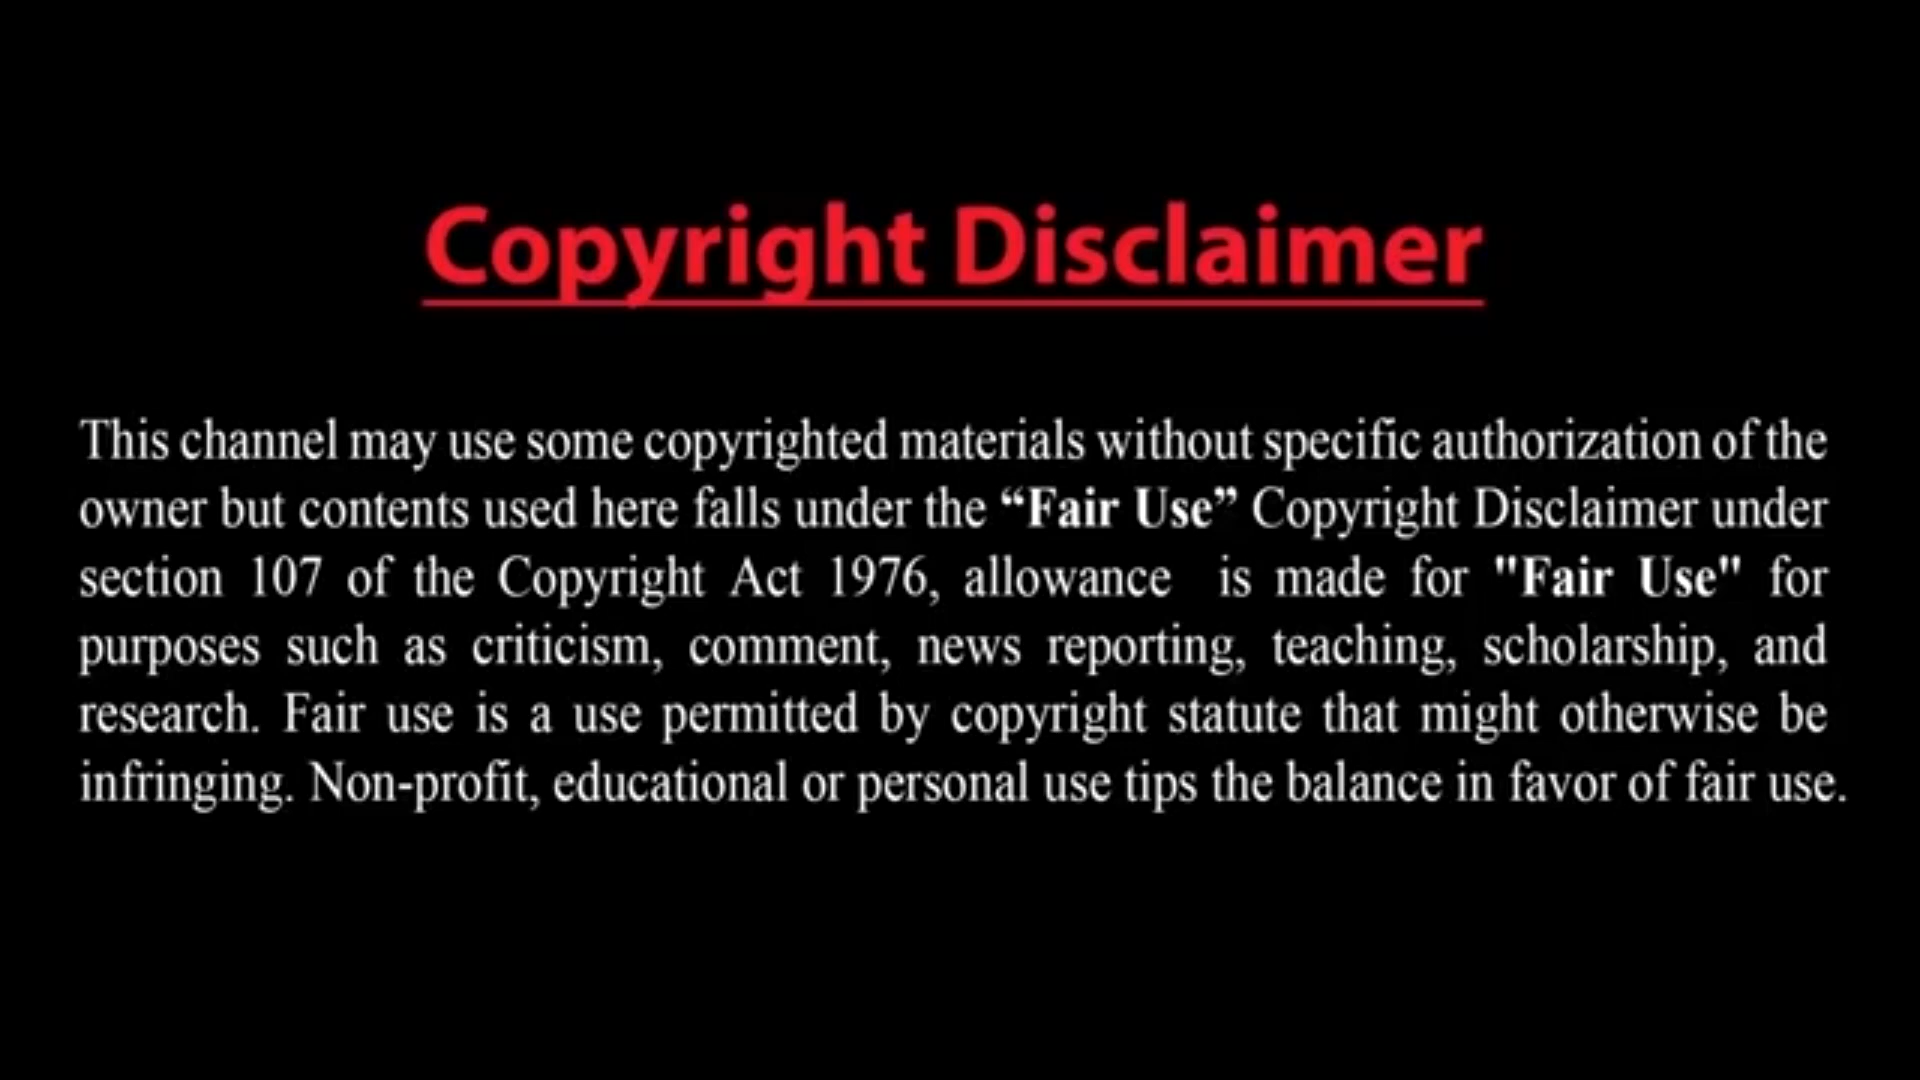 Copyright Disclaimer
This channel may use some copyrighted materials without specific authorization of the
owner but contents used here falls under the “Fair Use” Copyright Disclaimer under
section 107 of the Copyright Act 1976, allowance is made for "Fair Use" for
purposes such as criticism, comment, news reporting, teaching, scholarship, and
research. Fair use is a use permitted by copyright statute that might otherwise be
infringing. Non-profit, educational or personal use tips the balance in favor of fair use.